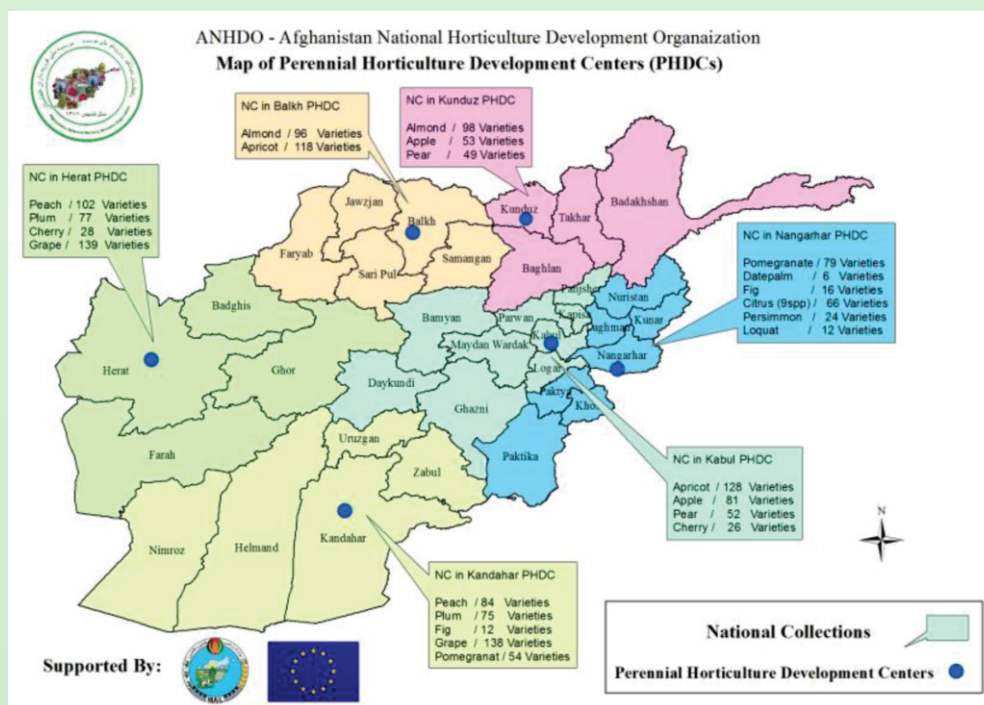 ANHDO - Afghanistan National Horticulture Development Organaization
Map of Perennial Horticulture Development Centers (PHDCs)
NC in Balkh PHDC
Almond / 96 Varieties
Apricot / 118 Varieties
NC in Kunduz PHDC
Almond / 98 Varieties
Apple / 53 Varieties
Pear / 49 Varieties
NC in Herat PHDC
Peach / 102 Varieties
Plum / 77 Varieties
Cherry / 28 Varieties
Grape / 139 Varieties
NC in Nangarhar PHDC
Pomegranate / 79 Varieties
Datepalm / 6 Varieties
Fig / 16 Varieties
Citrus (9spp) / 66 Varieties
Persimmon / 24 Varieties
Loquat / 12 Varieties
Jawzjan
Balkh
Kunduz
Takhar
Badakhshan
Faryab
Sari Pul
Samangan
Baghlan
Badghis
Bamyan
Parwan
Panjsher
Kapisa
Nuristan
Laghman
Kunar
Herat
Ghor
Maydan Wardak
Kabul
Nangarhar
Daykundi
Logar
Ghazni
Paktya
Khost
Farah
Uruzgan
Zabul
Paktika
Nimroz
Helmand
Kandahar
NC in Kabul PHDC
Apricot / 128 Varieties
Apple / 81 Varieties
Pear / 52 Varieties
Cherry / 26 Varieties
N
NC in Kandahar PHDC
Peach / 84 Varieties
Plum / 75 Varieties
Fig / 12 Varieties
Grape / 138 Varieties
Pomegranat / 54 Varieties
National Collections
Perennial Horticulture Development Centers
Supported By:
MAIL